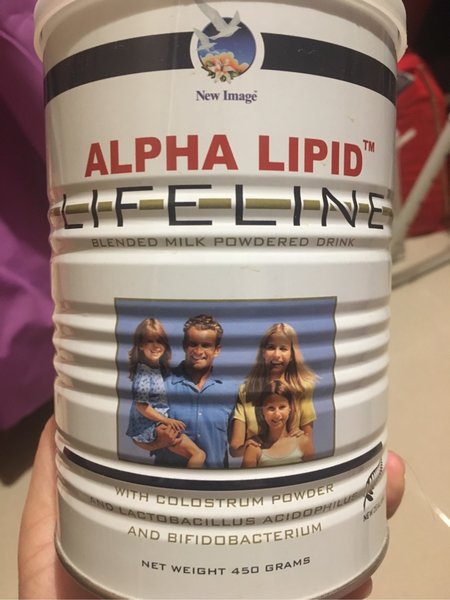 New Image™
ALPHA LIPID™
LIFELINE
BLENDED MILK POWDERED DRINK
WITH COLOSTRUM POWDER
AND LACTOBACILLUS ACIDOPHILUS
AND BIFIDOBACTERIUM
NET WEIGHT 450 GRAMS